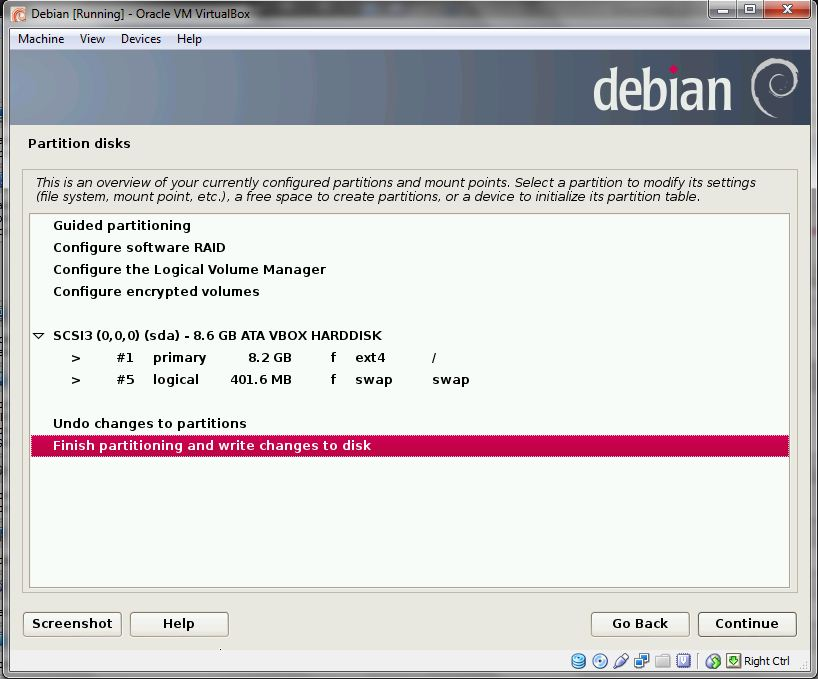 Debian [Running] - Oracle VM VirtualBox
Machine View Devices Help
debian
Partition disks
This is an overview of your currently configured partitions and mount points. Select a partition to modify its settings
(file system, mount point, etc.), a free space to create partitions, or a device to initialize its partition table.
Guided partitioning
Configure software RAID
Configure the Logical Volume Manager
Configure encrypted volumes
SCSI3 (0,0,0) (sda) - 8.6 GB ATA VBOX HARDDISK
> #1 primary 8.2 GB f ext4 /
> #5 logical 401.6 MB f swap swap
Undo changes to partitions
Finish partitioning and write changes to disk
Screenshot Help Go Back Continue
Right Ctrl